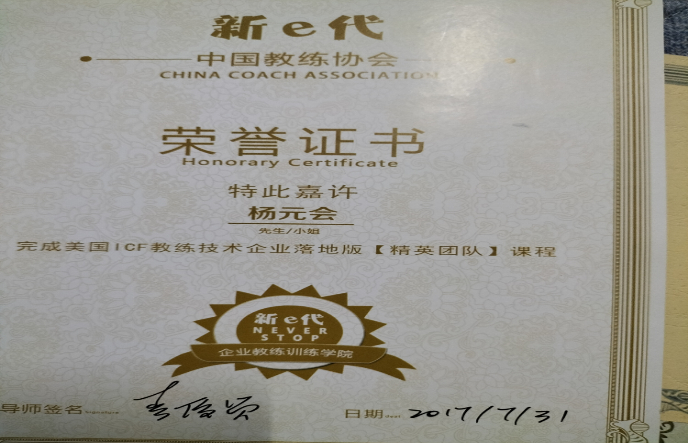 新e代
中国教练协会
CHINA COACH ASSOCIATION
荣誉证书
Honorary Certificate
特此嘉许
杨元会
先生/小姐
完成美国ICF教练技术企业落地版【精英团队】课程
新e代
NEVER
STOP
企业教练训练学院
导师签名
日期 2017/7/31